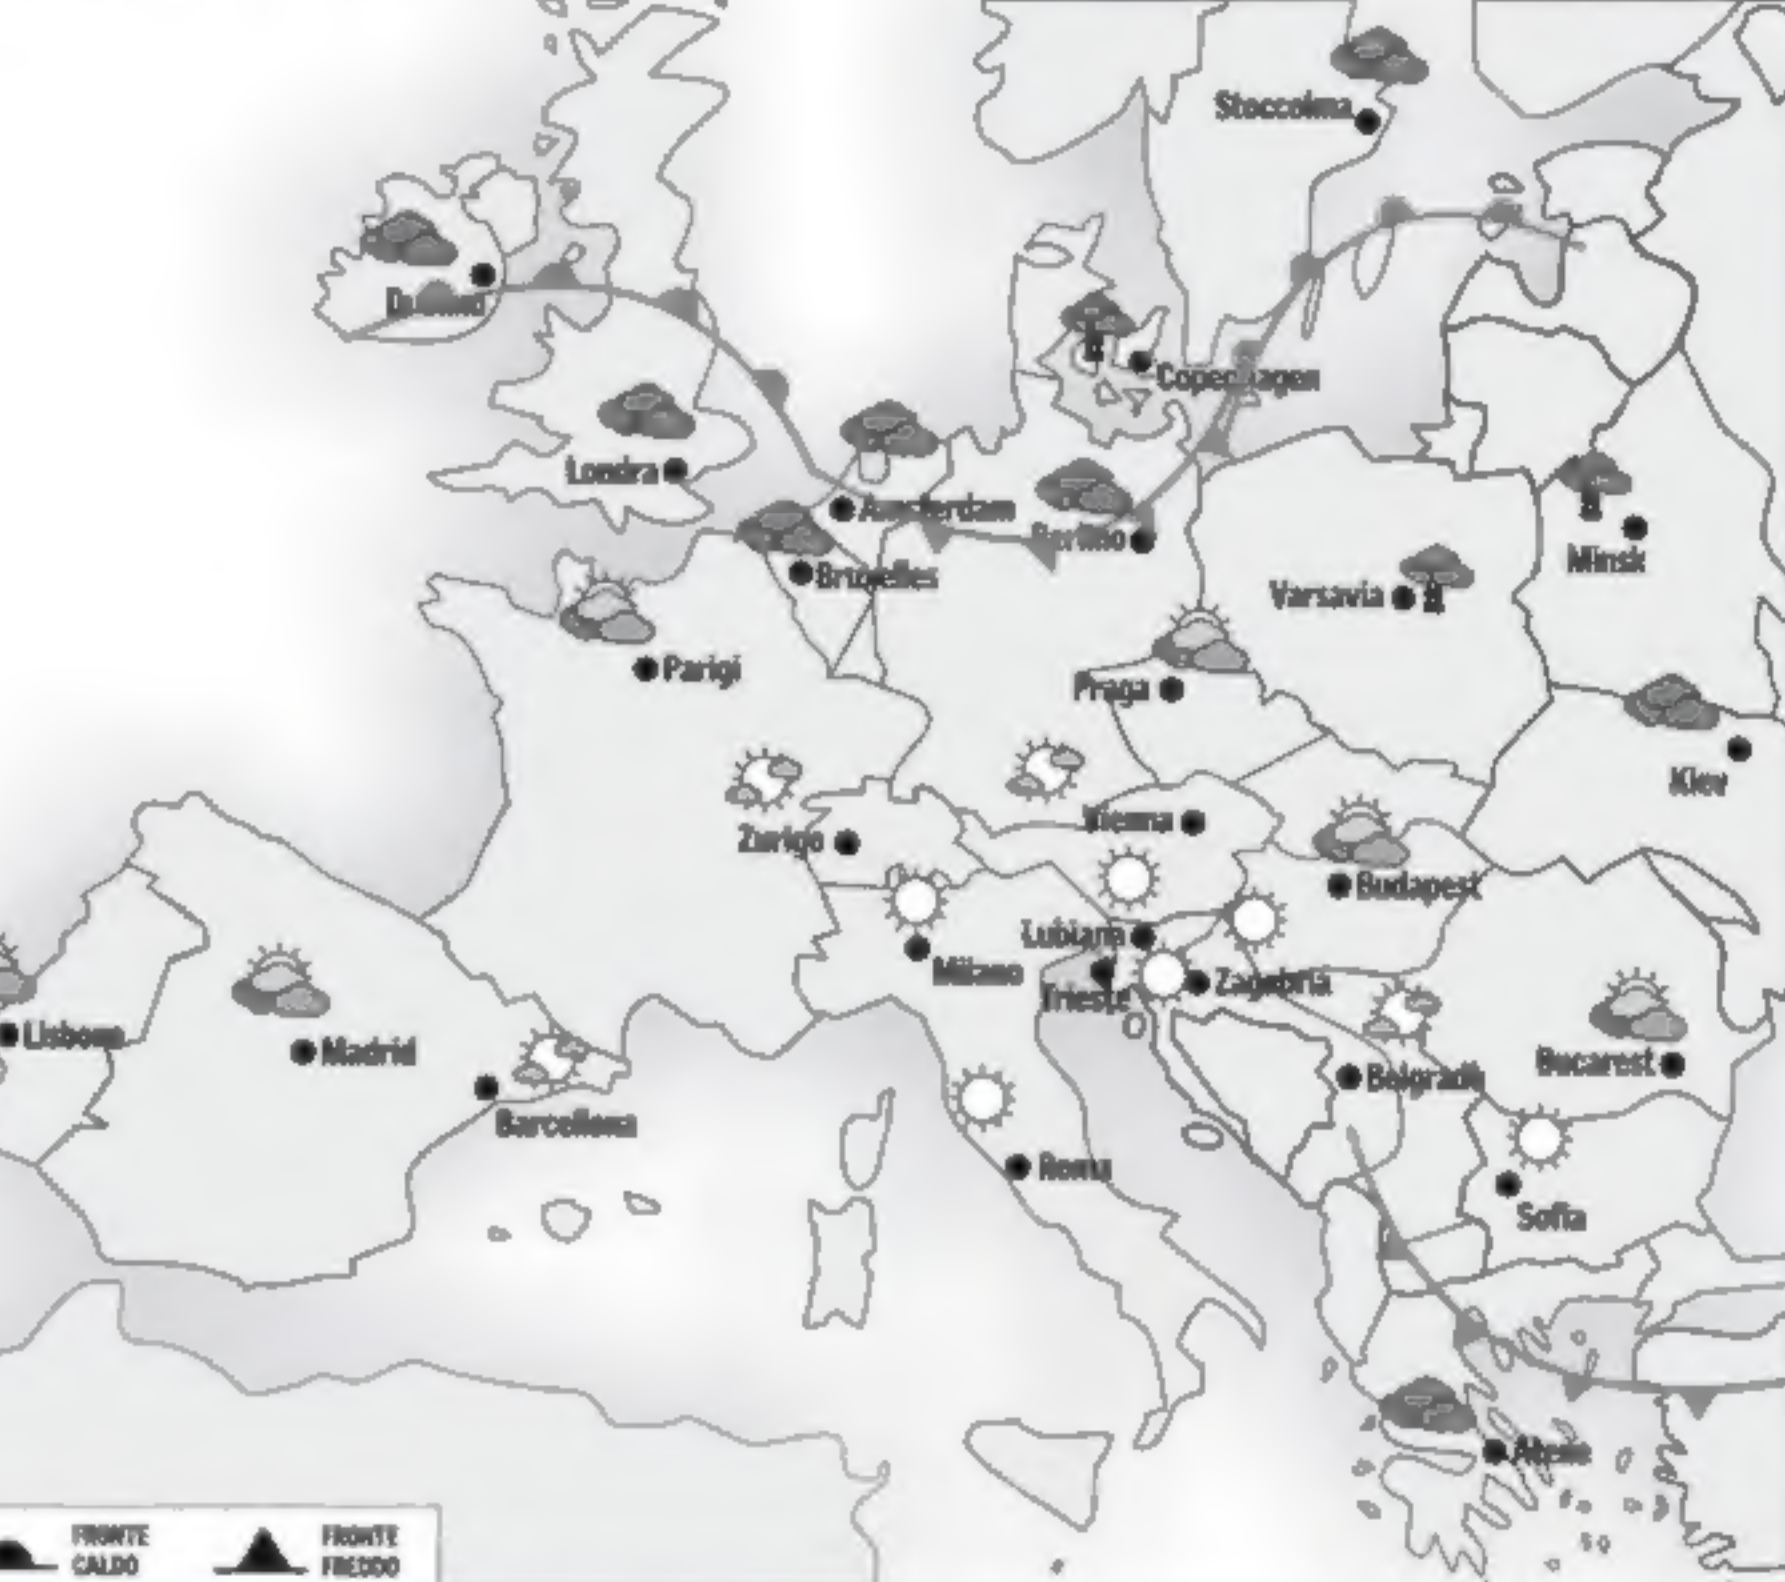 Stoccolma
Dublino
Copenhagen
Londra
Amsterdam
Berlino
Bruxelles
Minsk
Varsavia
Parigi
Praga
Kiev
Vienna
Zurigo
Budapest
Lubiana
Milano
Zagabria
Trieste
Lisbona
Madrid
Belgrado
Bucarest
Barcellona
Roma
Sofia
Atene
FRONTE
CALDO
FRONTE
FREDDO